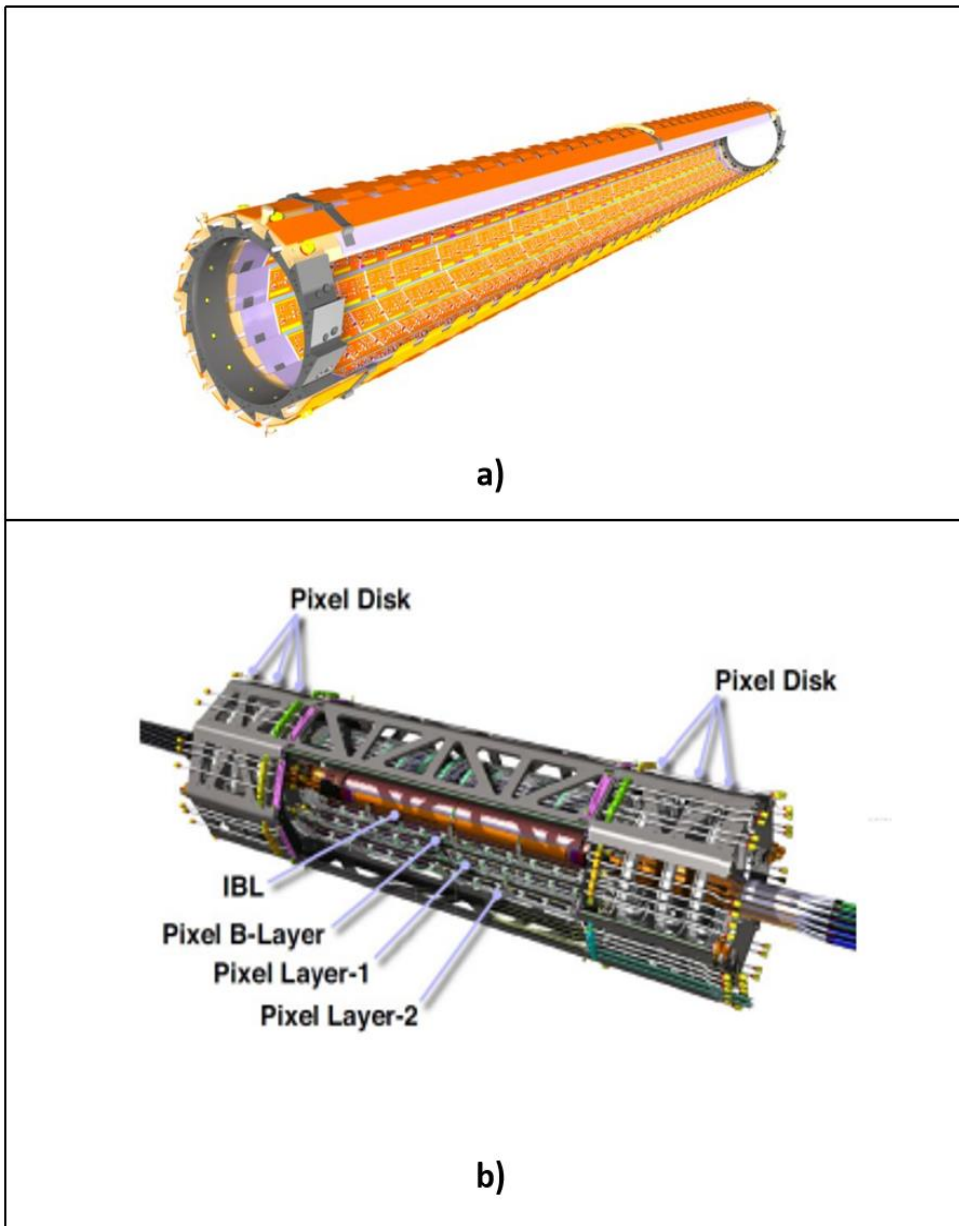 a)
Pixel Disk
Pixel Disk
IBL
Pixel B-Layer
Pixel Layer-1
Pixel Layer-2
b)